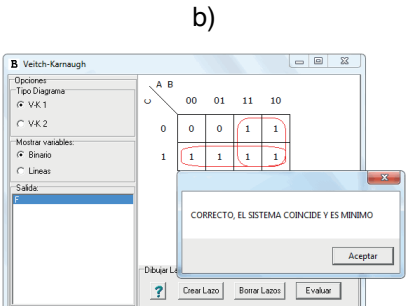 b)
B Veitch-Karnaugh
Opciones
Tipo Diagrama
V-K 1
V-K 2
Mostrar variables:
Binario
Lineas
Salida:
F
A B
C
00 01 11 10
0 0 0 1 1
1 1 1 1 1
CORRECTO, EL SISTEMA COINCIDE Y ES MINIMO
Aceptar
Dibujar La
? Crear Lazo Borrar Lazos Evaluar